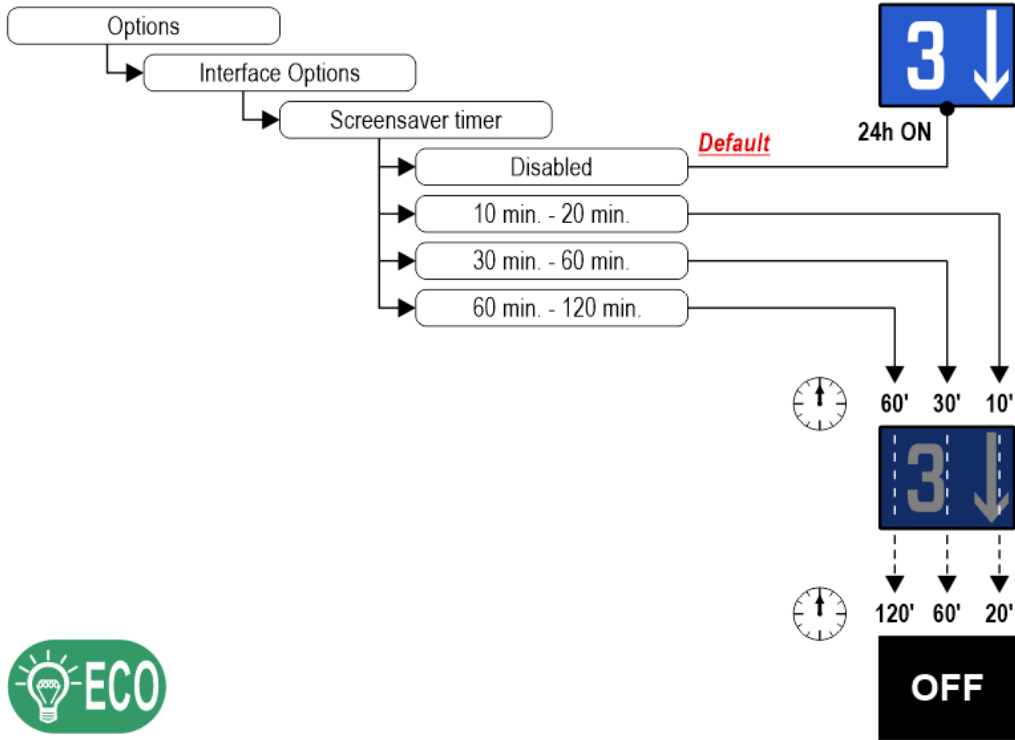 Options
3
Interface Options
Screensaver timer
24h ON
Default
Disabled
10 min. - 20 min.
30 min. - 60 min.
60 min. - 120 min.
60' 30' 10'
3
120' 60' 20'
ECO
OFF